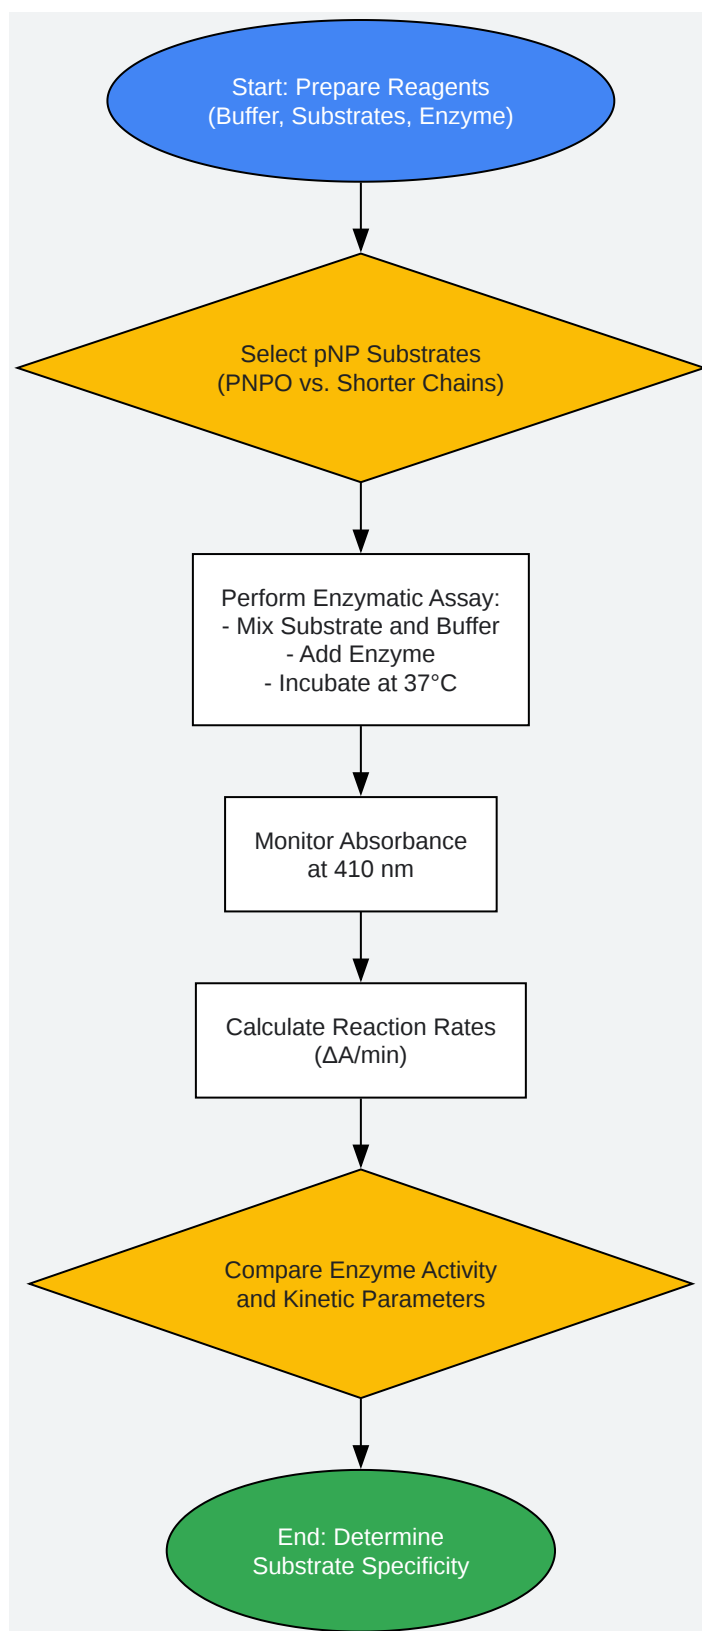 Start: Prepare Reagents
(Buffer, Substrates, Enzyme)
Select pNP Substrates
(PNPO vs. Shorter Chains)
Perform Enzymatic Assay:
- Mix Substrate and Buffer
- Add Enzyme
- Incubate at 37°C
Monitor Absorbance
at 410 nm
Calculate Reaction Rates
(ΔA/min)
Compare Enzyme Activity
and Kinetic Parameters
End: Determine
Substrate Specificity